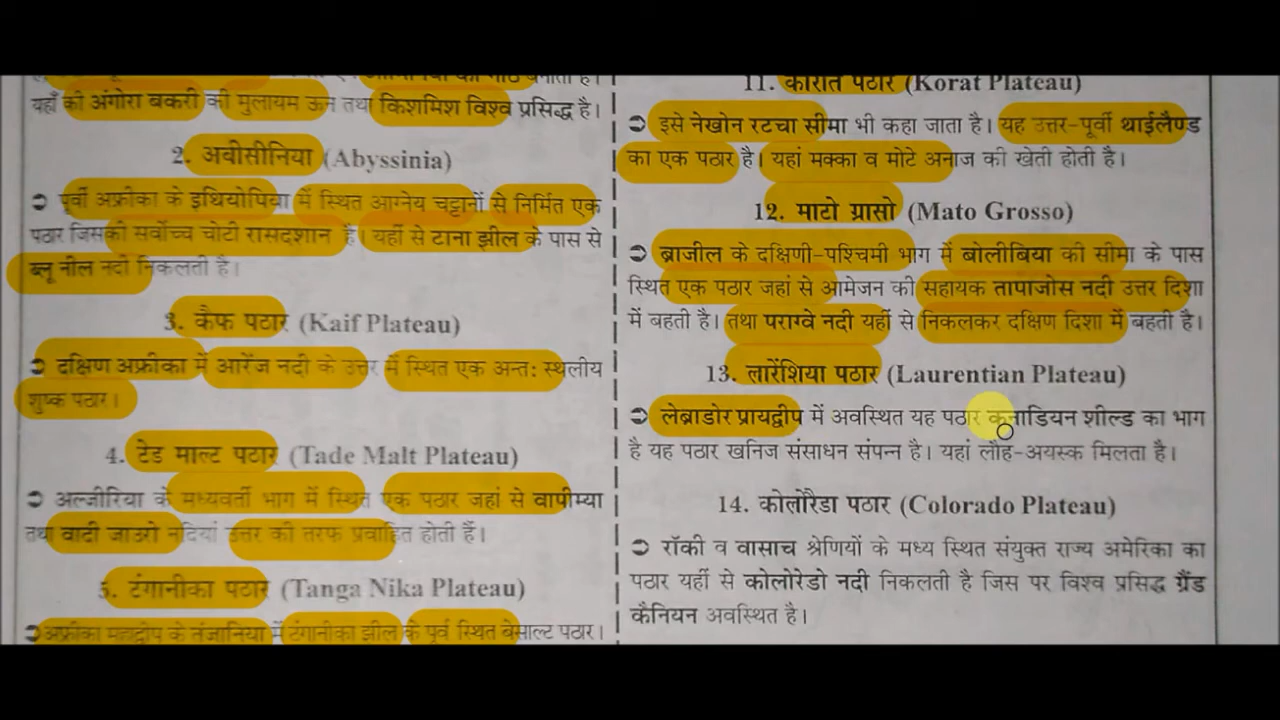 यहाँ की अंगोरा बकरी की मुलायम ऊन तथा किशमिश विश्व प्रसिद्ध है।
2. अबीसीनिया (Abyssinia)
➲ पूर्वी अफ्रीका के इथियोपिया में स्थित आग्नेय चट्टानों से निर्मित एक
पठार जिसकी सर्वोच्च चोटी रासदशान है। यहीं से टाना झील के पास से
ब्लू नील नदी निकलती है।
3. कैफ पठार (Kaif Plateau)
➲ दक्षिण अफ्रीका में आरेंज नदी के उत्तर में स्थित एक अन्तः स्थलीय
शुष्क पठार।
4. टेड माल्ट पठार (Tade Malt Plateau)
➲ अल्जीरिया के मध्यवर्ती भाग में स्थित एक पठार जहां से वापीम्या
तथा वादी जाउरो नदियां उत्तर की तरफ प्रवाहित होती हैं।
5. टंगानीका पठार (Tanga Nika Plateau)
➲ अफ्रीका महाद्वीप के तंजानिया में टंगानीका झील के पूर्व स्थित बेसाल्ट पठार।
11. कोरात पठार (Korat Plateau)
➲ इसे नेखोन रटचा सीमा भी कहा जाता है। यह उत्तर-पूर्वी थाईलैण्ड
का एक पठार है। यहां मक्का व मोटे अनाज की खेती होती है।
12. माटो ग्रासो (Mato Grosso)
➲ ब्राजील के दक्षिणी-पश्चिमी भाग में बोलीबिया की सीमा के पास
स्थित एक पठार जहां से आमेजन की सहायक तापाजोस नदी उत्तर दिशा
में बहती है। तथा पराग्वे नदी यहीं से निकलकर दक्षिण दिशा में बहती है।
13. लारेंशिया पठार (Laurentian Plateau)
➲ लेब्राडोर प्रायद्वीप में अवस्थित यह पठार कनाडियन शील्ड का भाग
है यह पठार खनिज संसाधन संपन्न है। यहां लौह-अयस्क मिलता है।
14. कोलोरैडा पठार (Colorado Plateau)
➲ रॉकी व वासाच श्रेणियों के मध्य स्थित संयुक्त राज्य अमेरिका का
पठार यहीं से कोलोरेडो नदी निकलती है जिस पर विश्व प्रसिद्ध ग्रैंड
कैनियन अवस्थित है।